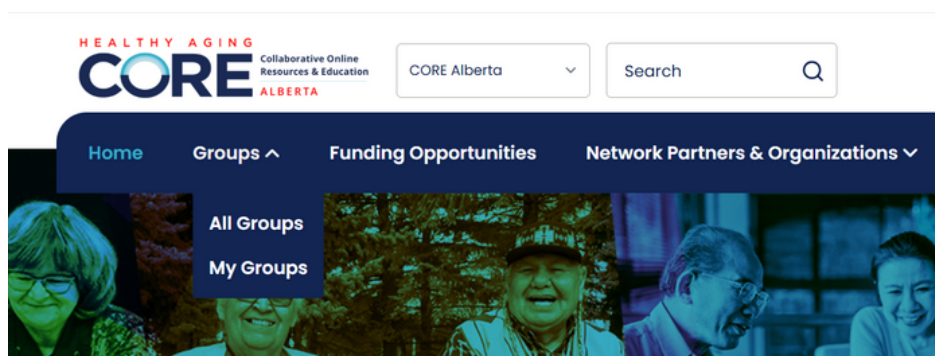 HEALTHY AGING
CORE
Collaborative Online
Resources & Education
ALBERTA
CORE Alberta
Search
Home
Groups
Funding Opportunities
Network Partners & Organizations
All Groups
My Groups